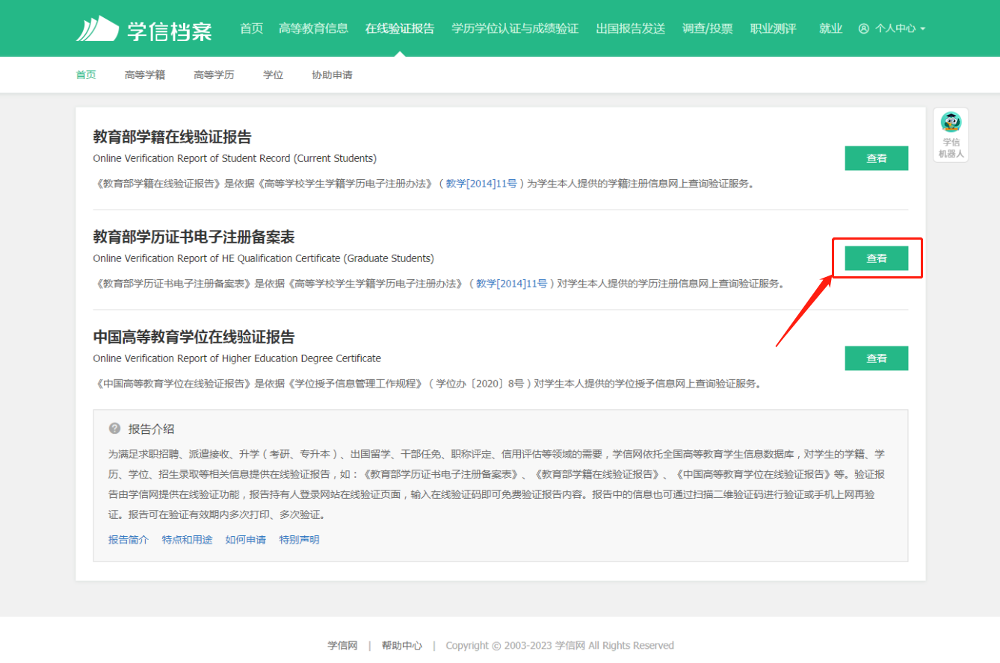 学信档案
首页 高等教育信息 在线验证报告 学历学位认证与成绩验证 出国报告发送 调查/投票 职业测评 就业 个人中心
首页 高等学籍 高等学历 学位 协助申请
学信
机器人
教育部学籍在线验证报告
Online Verification Report of Student Record (Current Students)
查看
《教育部学籍在线验证报告》是依据《高等学校学生学籍学历电子注册办法》（教学[2014]11号）为学生本人提供的学籍注册信息网上查询验证服务。
教育部学历证书电子注册备案表
Online Verification Report of HE Qualification Certificate (Graduate Students)
查看
《教育部学历证书电子注册备案表》是依据《高等学校学生学籍学历电子注册办法》（教学[2014]11号）对学生本人提供的学历注册信息网上查询验证服务。
中国高等教育学位在线验证报告
Online Verification Report of Higher Education Degree Certificate
查看
《中国高等教育学位在线验证报告》是依据《学位授予信息管理工作规程》（学位办〔2020〕8号）对学生本人提供的学位授予信息网上查询验证服务。
? 报告介绍
为满足求职招聘、派遣接收、升学（考研、专升本）、出国留学、干部任免、职称评定、信用评估等领域的需要，学信网依托全国高等教育学生信息数据库，对学生的学籍、学
历、学位、招生录取等相关信息提供在线验证报告，如：《教育部学历证书电子注册备案表》、《教育部学籍在线验证报告》、《中国高等教育学位在线验证报告》等。验证报
告由学信网提供在线验证功能，报告持有人登录网站在线验证页面，输入在线验证码即可免费验证报告内容。报告中的信息也可通过扫描二维验证码进行验证或手机上网再验
证。报告可在验证有效期内多次打印、多次验证。
报告简介 特点和用途 如何申请 特别声明
学信网 | 帮助中心 | Copyright © 2003-2023 学信网 All Rights Reserved